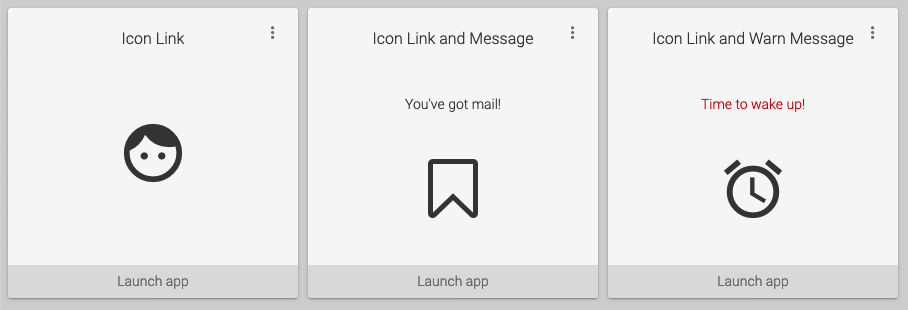 Icon Link
Icon Link and Message
Icon Link and Warn Message
You've got mail!
Time to wake up!
Launch app
Launch app
Launch app